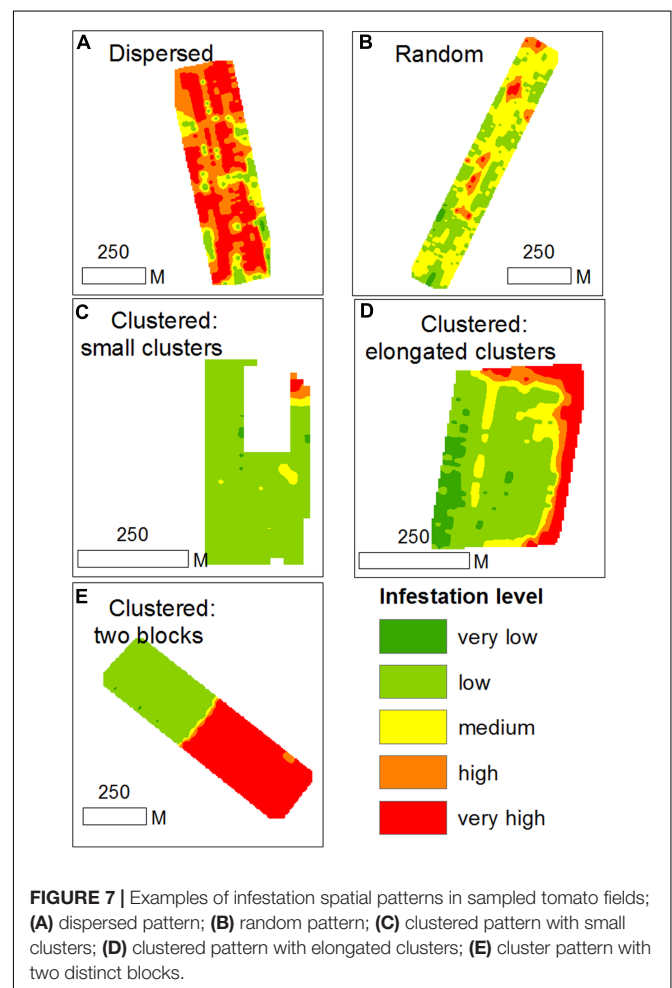 A
Dispersed
250
M
B
Random
250
M
C
Clustered:
small clusters
250
M
D
Clustered:
elongated clusters
250
M
E
Clustered:
two blocks
250
M
Infestation level
very low
low
medium
high
very high
FIGURE 7 | Examples of infestation spatial patterns in sampled tomato fields;
(A) dispersed pattern; (B) random pattern; (C) clustered pattern with small
clusters; (D) clustered pattern with elongated clusters; (E) cluster pattern with
two distinct blocks.